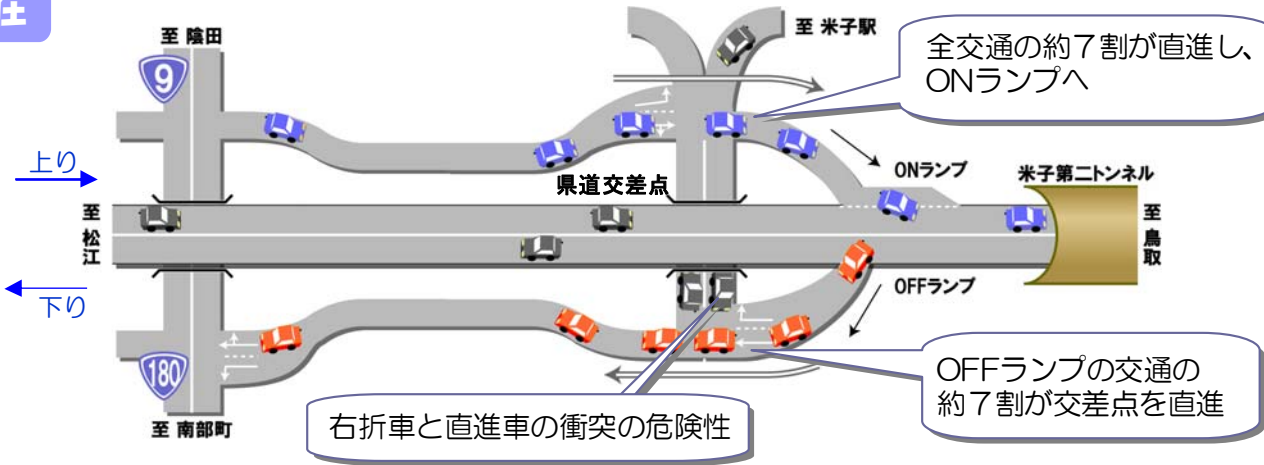 至 陰田
9
至 米子駅
全交通の約7割が直進し、
ONランプへ
上り
県道交差点
ONランプ
米子第二トンネル
至 松江
至 鳥取
下り
OFFランプ
180
至 南部町
右折車と直進車の衝突の危険性
OFFランプの交通の
約7割が交差点を直進